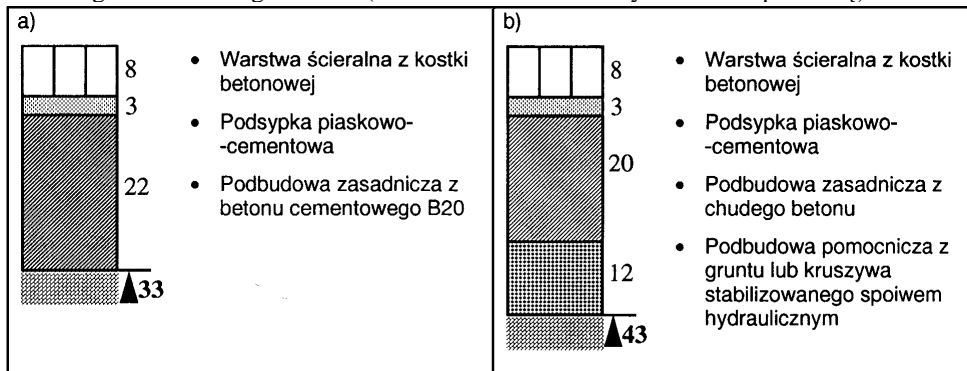 a)
8
3
22
33
• Warstwa ścieralna z kostki
betonowej
• Podsypka piaskowo-
-cementowa
• Podbudowa zasadnicza z
betonu cementowego B20
b)
8
3
20
12
43
• Warstwa ścieralna z kostki
betonowej
• Podsypka piaskowo-
-cementowa
• Podbudowa zasadnicza z
chudego betonu
• Podbudowa pomocnicza z
gruntu lub kruszywa
stabilizowanego spoiwem
hydraulicznym